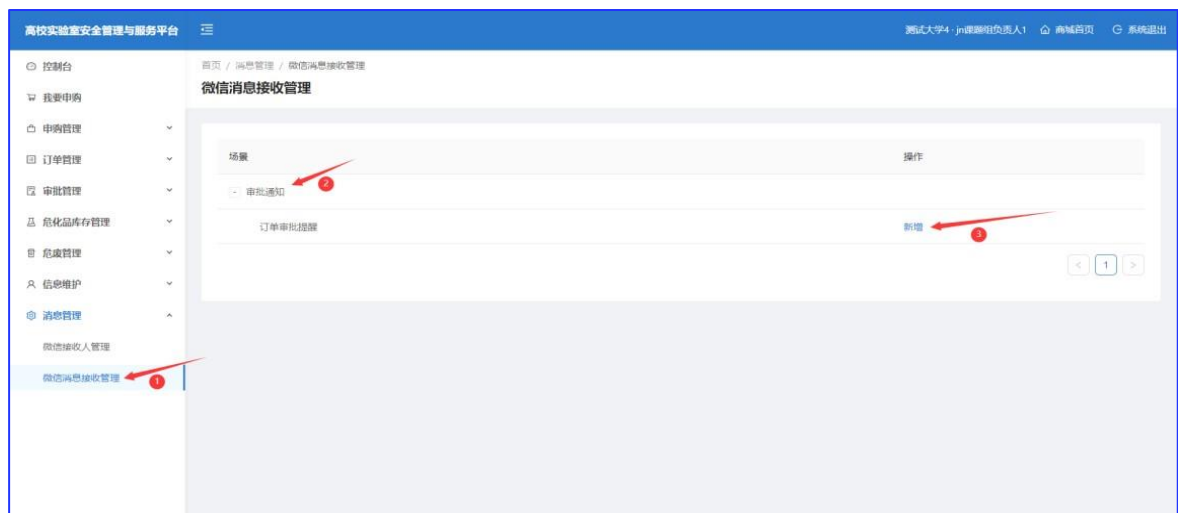 高校实验室安全管理与服务平台
测试大学4 · jn课题组负责人1 商城首页 系统退出
控制台
我要申购
申购管理
订单管理
审批管理
危化品库存管理
危废管理
信息维护
消息管理
微信接收人管理
微信消息接收管理
1
首页 / 消息管理 / 微信消息接收管理
微信消息接收管理
场景 操作
- 审批通知
2
订单审批提醒 新增
3
< 1 >